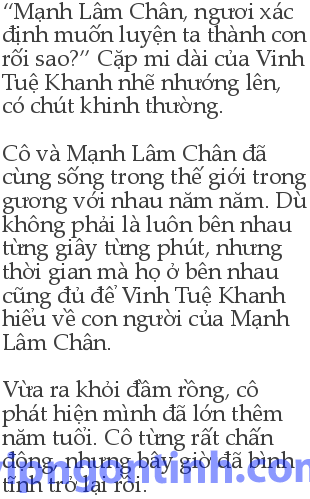 “Mạnh Lâm Chân, ngươi xác
định muốn luyện ta thành con
rối sao?” Cặp mi dài của Vinh
Tuệ Khanh nhẽ nhướng lên,
có chút khinh thường.
Cô và Mạnh Lâm Chân đã
cùng sống trong thế giới trong
gương với nhau năm năm. Dù
không phải là luôn bên nhau
từng giây từng phút, nhưng
thời gian mà họ ở bên nhau
cũng đủ để Vinh Tuệ Khanh
hiểu về con người của Mạnh
Lâm Chân.
Vừa ra khỏi đầm rồng, cô
phát hiện mình đã lớn thêm
năm tuổi. Cô từng rất chấn
động, nhưng bây giờ đã bình
tĩnh trở lại rồi.